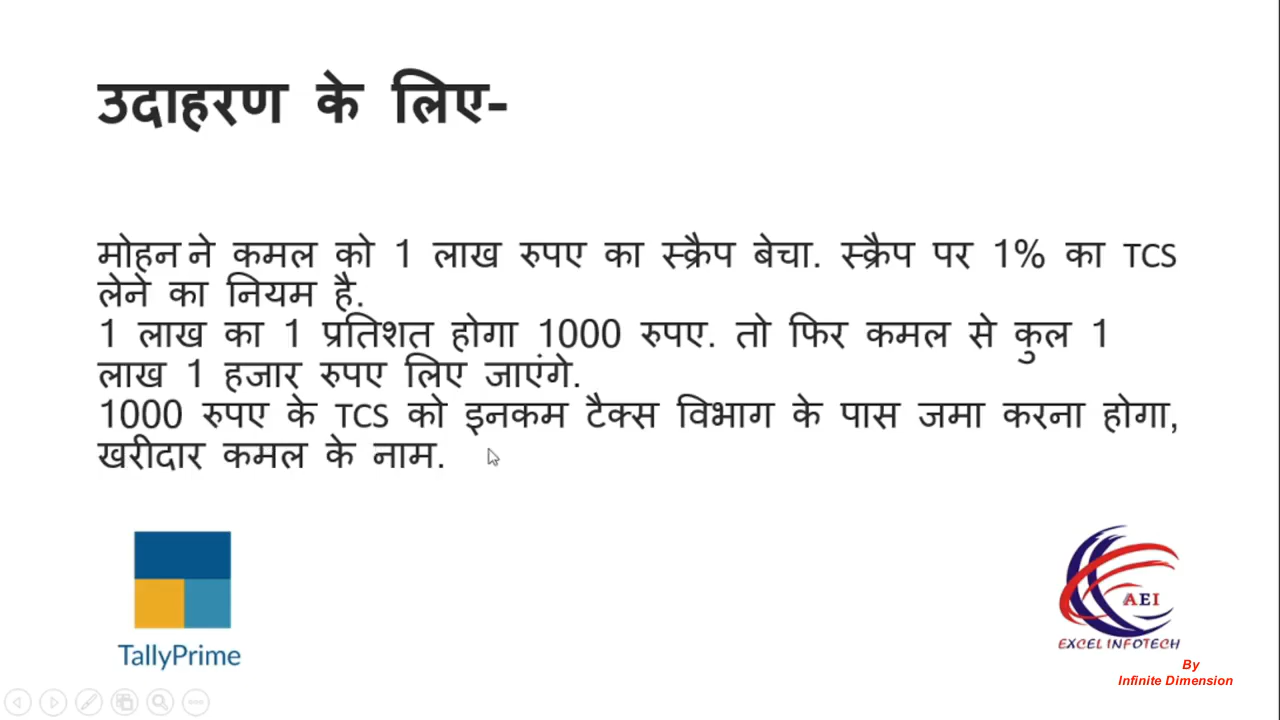 उदाहरण के लिए-
मोहन ने कमल को 1 लाख रुपए का स्क्रैप बेचा. स्क्रैप पर 1% का TCS
लेने का नियम है.
1 लाख का 1 प्रतिशत होगा 1000 रुपए. तो फिर कमल से कुल 1
लाख 1 हजार रुपए लिए जाएंगे.
1000 रुपए के TCS को इनकम टैक्स विभाग के पास जमा करना होगा,
खरीदार कमल के नाम.
TallyPrime
AEI
EXCEL INFOTECH
By
Infinite Dimension